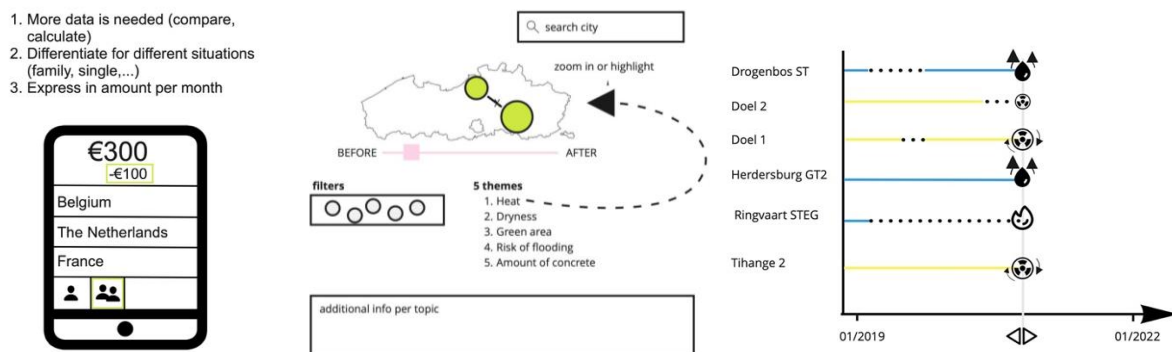 1. More data is needed (compare,
calculate)
2. Differentiate for different situations
(family, single,...)
3. Express in amount per month
€300
-€100
Belgium
The Netherlands
France
search city
zoom in or highlight
BEFORE
AFTER
filters
5 themes
1. Heat
2. Dryness
3. Green area
4. Risk of flooding
5. Amount of concrete
additional info per topic
Drogenbos ST
Doel 2
Doel 1
Herdersburg GT2
Ringvaart STEG
Tihange 2
01/2019
01/2022